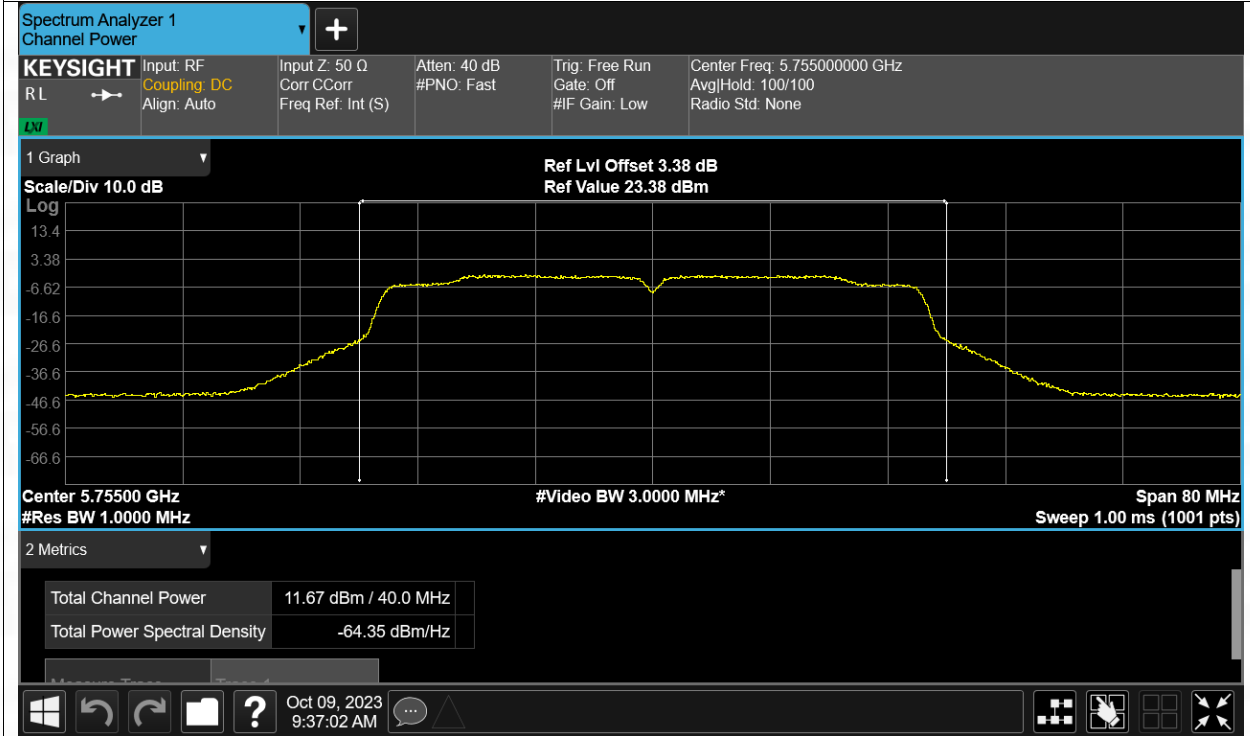 Spectrum Analyzer 1
Channel Power
+
KEYSIGHT
R L
LXI
Input: RF
Coupling: DC
Align: Auto
Input Z: 50 Ω
Corr CCorr
Freq Ref: Int (S)
Atten: 40 dB
#PNO: Fast
Trig: Free Run
Gate: Off
#IF Gain: Low
Center Freq: 5.755000000 GHz
Avg|Hold: 100/100
Radio Std: None
1 Graph
Scale/Div 10.0 dB
Ref Lvl Offset 3.38 dB
Ref Value 23.38 dBm
Log
13.4
3.38
-6.62
-16.6
-26.6
-36.6
-46.6
-56.6
-66.6
Center 5.75500 GHz
#Res BW 1.0000 MHz
#Video BW 3.0000 MHz*
Span 80 MHz
Sweep 1.00 ms (1001 pts)
2 Metrics
Total Channel Power 11.67 dBm / 40.0 MHz
Total Power Spectral Density -64.35 dBm/Hz
Measure Trace Trace 1
?
Oct 09, 2023
9:37:02 AM